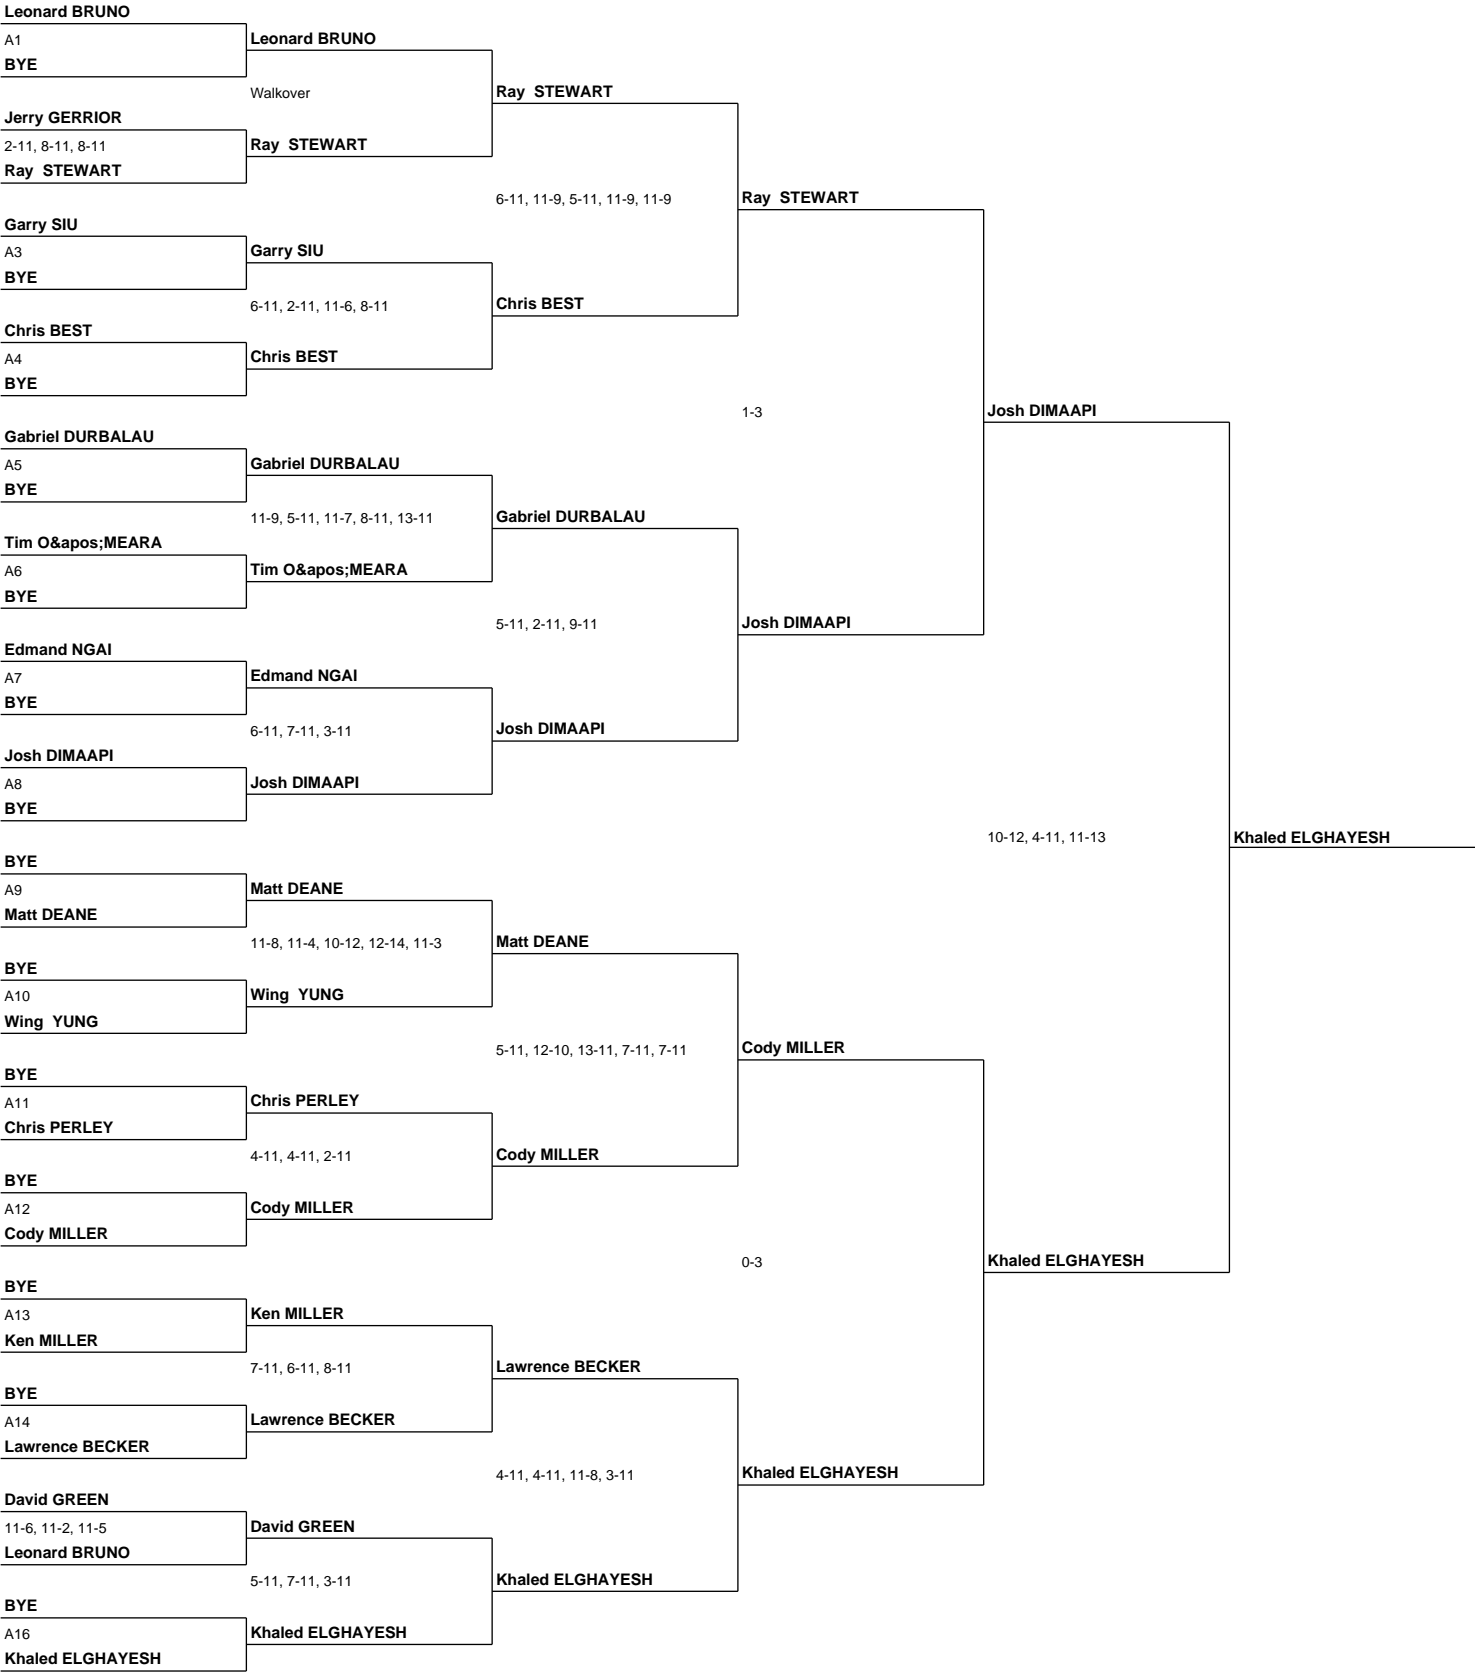 Leonard BRUNO
A1
Leonard BRUNO
BYE
Walkover
Ray  STEWART
Jerry GERRIOR
2-11, 8-11, 8-11
Ray  STEWART
Ray  STEWART
6-11, 11-9, 5-11, 11-9, 11-9
Ray  STEWART
Garry SIU
A3
Garry SIU
BYE
6-11, 2-11, 11-6, 8-11
Chris BEST
Chris BEST
A4
Chris BEST
BYE
1-3
Josh DIMAAPI
Gabriel DURBALAU
A5
Gabriel DURBALAU
BYE
11-9, 5-11, 11-7, 8-11, 13-11
Gabriel DURBALAU
Tim O&apos;MEARA
A6
Tim O&apos;MEARA
BYE
5-11, 2-11, 9-11
Josh DIMAAPI
Edmand NGAI
A7
Edmand NGAI
BYE
6-11, 7-11, 3-11
Josh DIMAAPI
Josh DIMAAPI
A8
Josh DIMAAPI
BYE
10-12, 4-11, 11-13
Khaled ELGHAYESH
BYE
A9
Matt DEANE
Matt DEANE
11-8, 11-4, 10-12, 12-14, 11-3
Matt DEANE
BYE
A10
Wing  YUNG
Wing  YUNG
5-11, 12-10, 13-11, 7-11, 7-11
Cody MILLER
BYE
A11
Chris PERLEY
Chris PERLEY
4-11, 4-11, 2-11
Cody MILLER
BYE
A12
Cody MILLER
Cody MILLER
0-3
Khaled ELGHAYESH
BYE
A13
Ken MILLER
Ken MILLER
7-11, 6-11, 8-11
Lawrence BECKER
BYE
A14
Lawrence BECKER
Lawrence BECKER
4-11, 4-11, 11-8, 3-11
Khaled ELGHAYESH
David GREEN
11-6, 11-2, 11-5
David GREEN
Leonard BRUNO
5-11, 7-11, 3-11
Khaled ELGHAYESH
BYE
A16
Khaled ELGHAYESH
Khaled ELGHAYESH